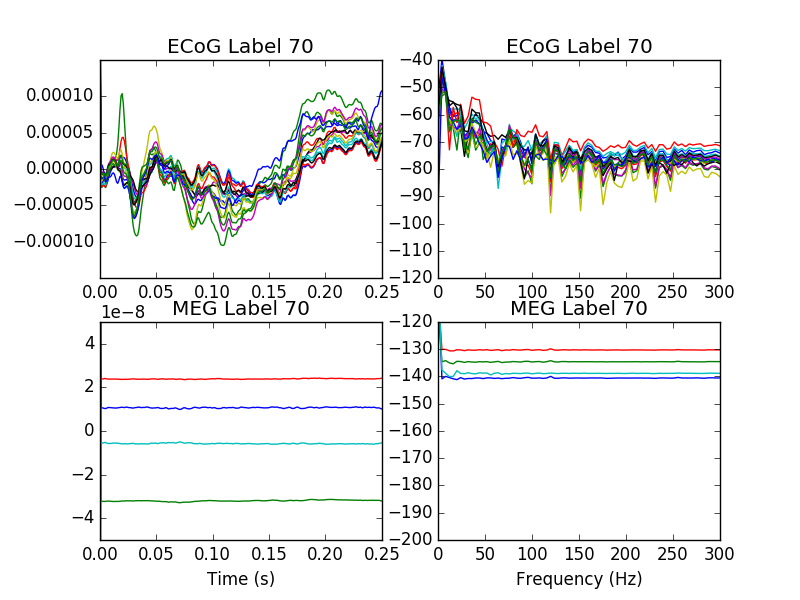 ECoG Label 70
ECoG Label 70
0.00010
0.00005
0.00000
−0.00005
−0.00010
0.00 0.05 0.10 0.15 0.20 0.25
−40
−50
−60
−70
−80
−90
−100
−110
−120
0 50 100 150 200 250 300
MEG Label 70
MEG Label 70
1e−8
4
2
0
−2
−4
0.00 0.05 0.10 0.15 0.20 0.25
Time (s)
−120
−130
−140
−150
−160
−170
−180
−190
−200
0 50 100 150 200 250 300
Frequency (Hz)